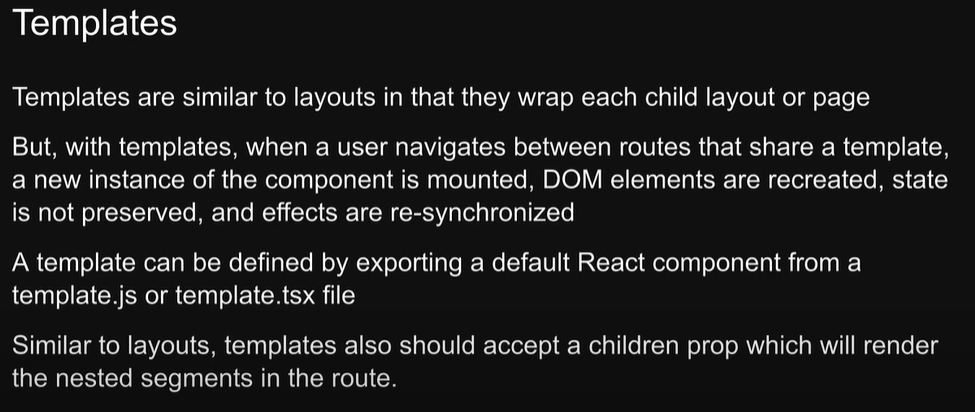 Templates
Templates are similar to layouts in that they wrap each child layout or page
But, with templates, when a user navigates between routes that share a template,
a new instance of the component is mounted, DOM elements are recreated, state
is not preserved, and effects are re-synchronized
A template can be defined by exporting a default React component from a
template.js or template.tsx file
Similar to layouts, templates also should accept a children prop which will render
the nested segments in the route.